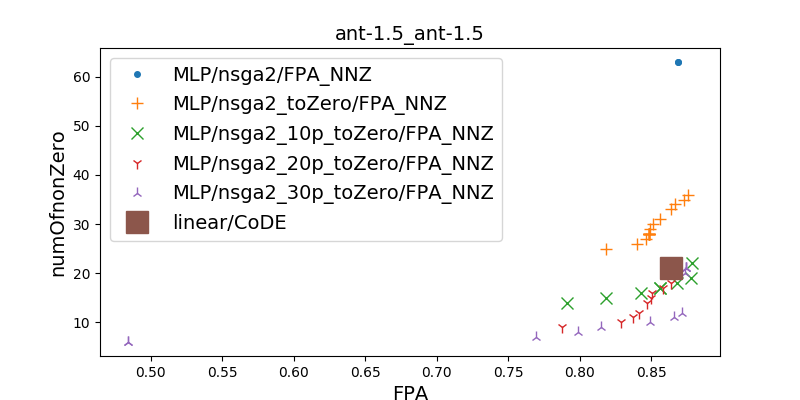 ant-1.5_ant-1.5
numOfnonZero
60
50
40
30
20
10
MLP/nsga2/FPA_NNZ
MLP/nsga2_toZero/FPA_NNZ
MLP/nsga2_10p_toZero/FPA_NNZ
MLP/nsga2_20p_toZero/FPA_NNZ
MLP/nsga2_30p_toZero/FPA_NNZ
linear/CoDE
0.50 0.55 0.60 0.65 0.70 0.75 0.80 0.85
FPA